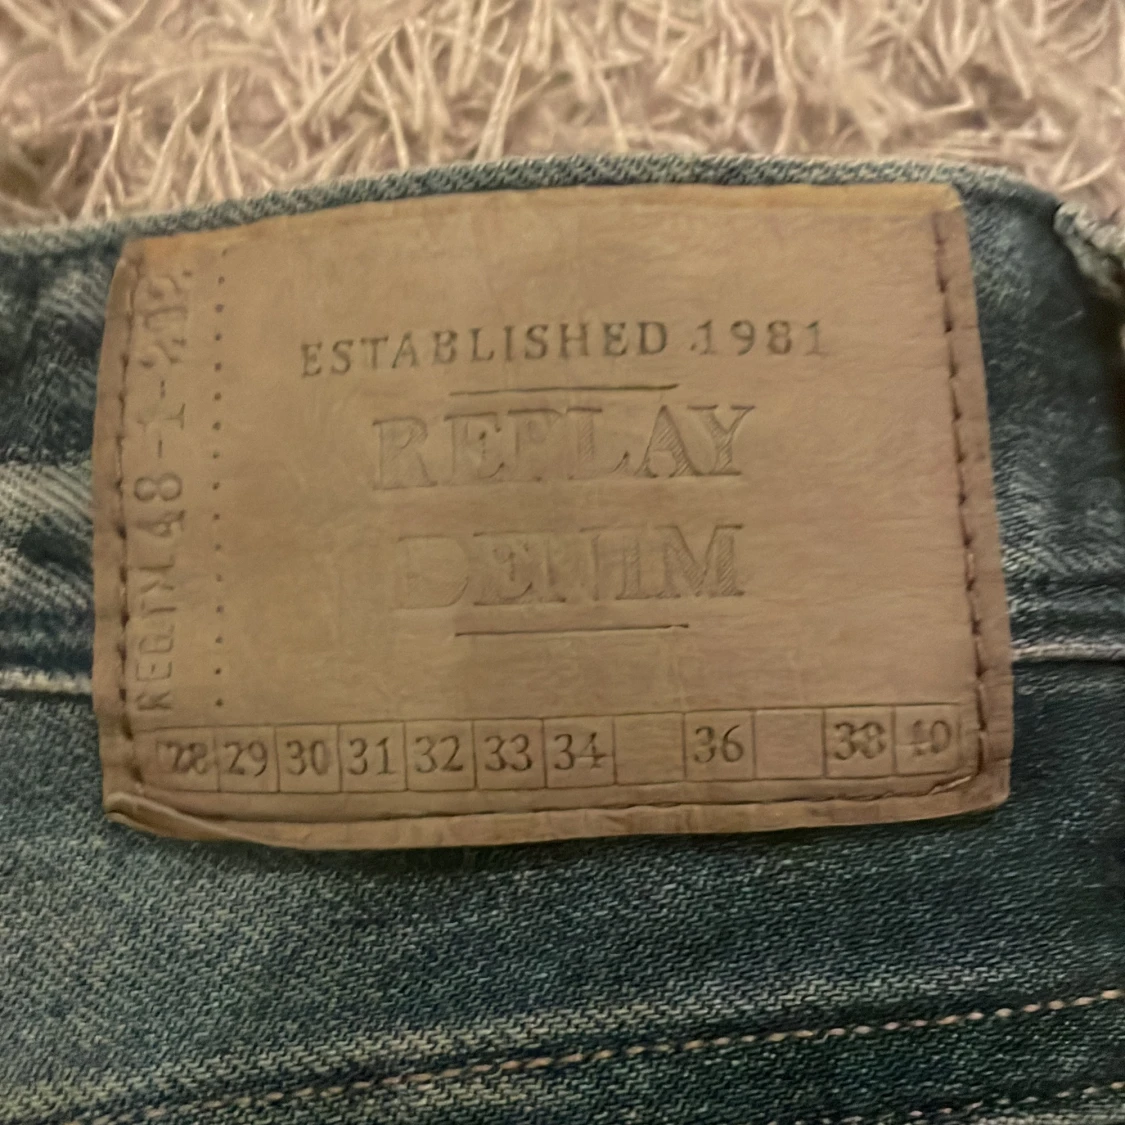 ESTABLISHED 1981
REPLAY
DENIM
28 29 30 31 32 33 34 36 38 40